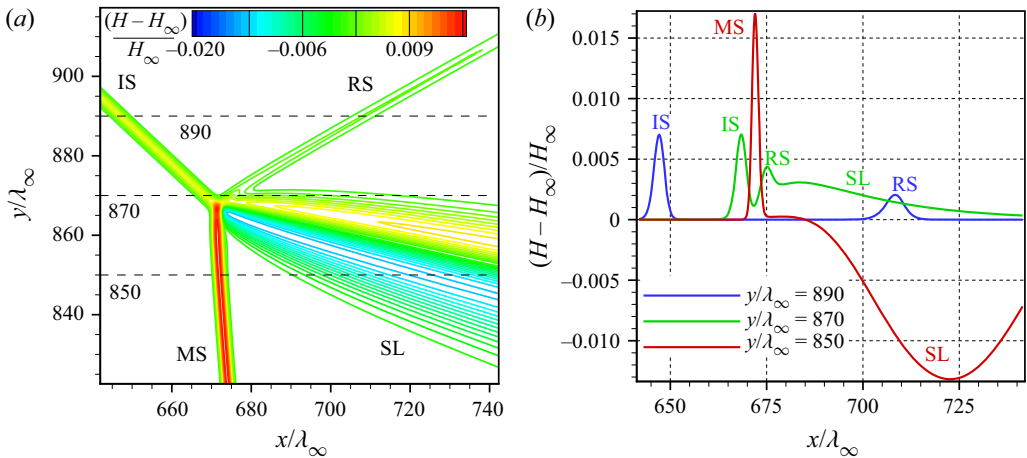 (a)
(H – H∞)
H∞
−0.020
−0.006
0.009
IS
RS
900
890
880
y/λ∞
870
860
850
840
MS
SL
660
680
700
720
740
x/λ∞
(b)
0.015
MS
0.010
IS
IS
0.005
RS
SL
RS
(H – H∞)/H∞
0
−0.005
y/λ∞ = 890
y/λ∞ = 870
y/λ∞ = 850
−0.010
SL
650
675
700
725
x/λ∞